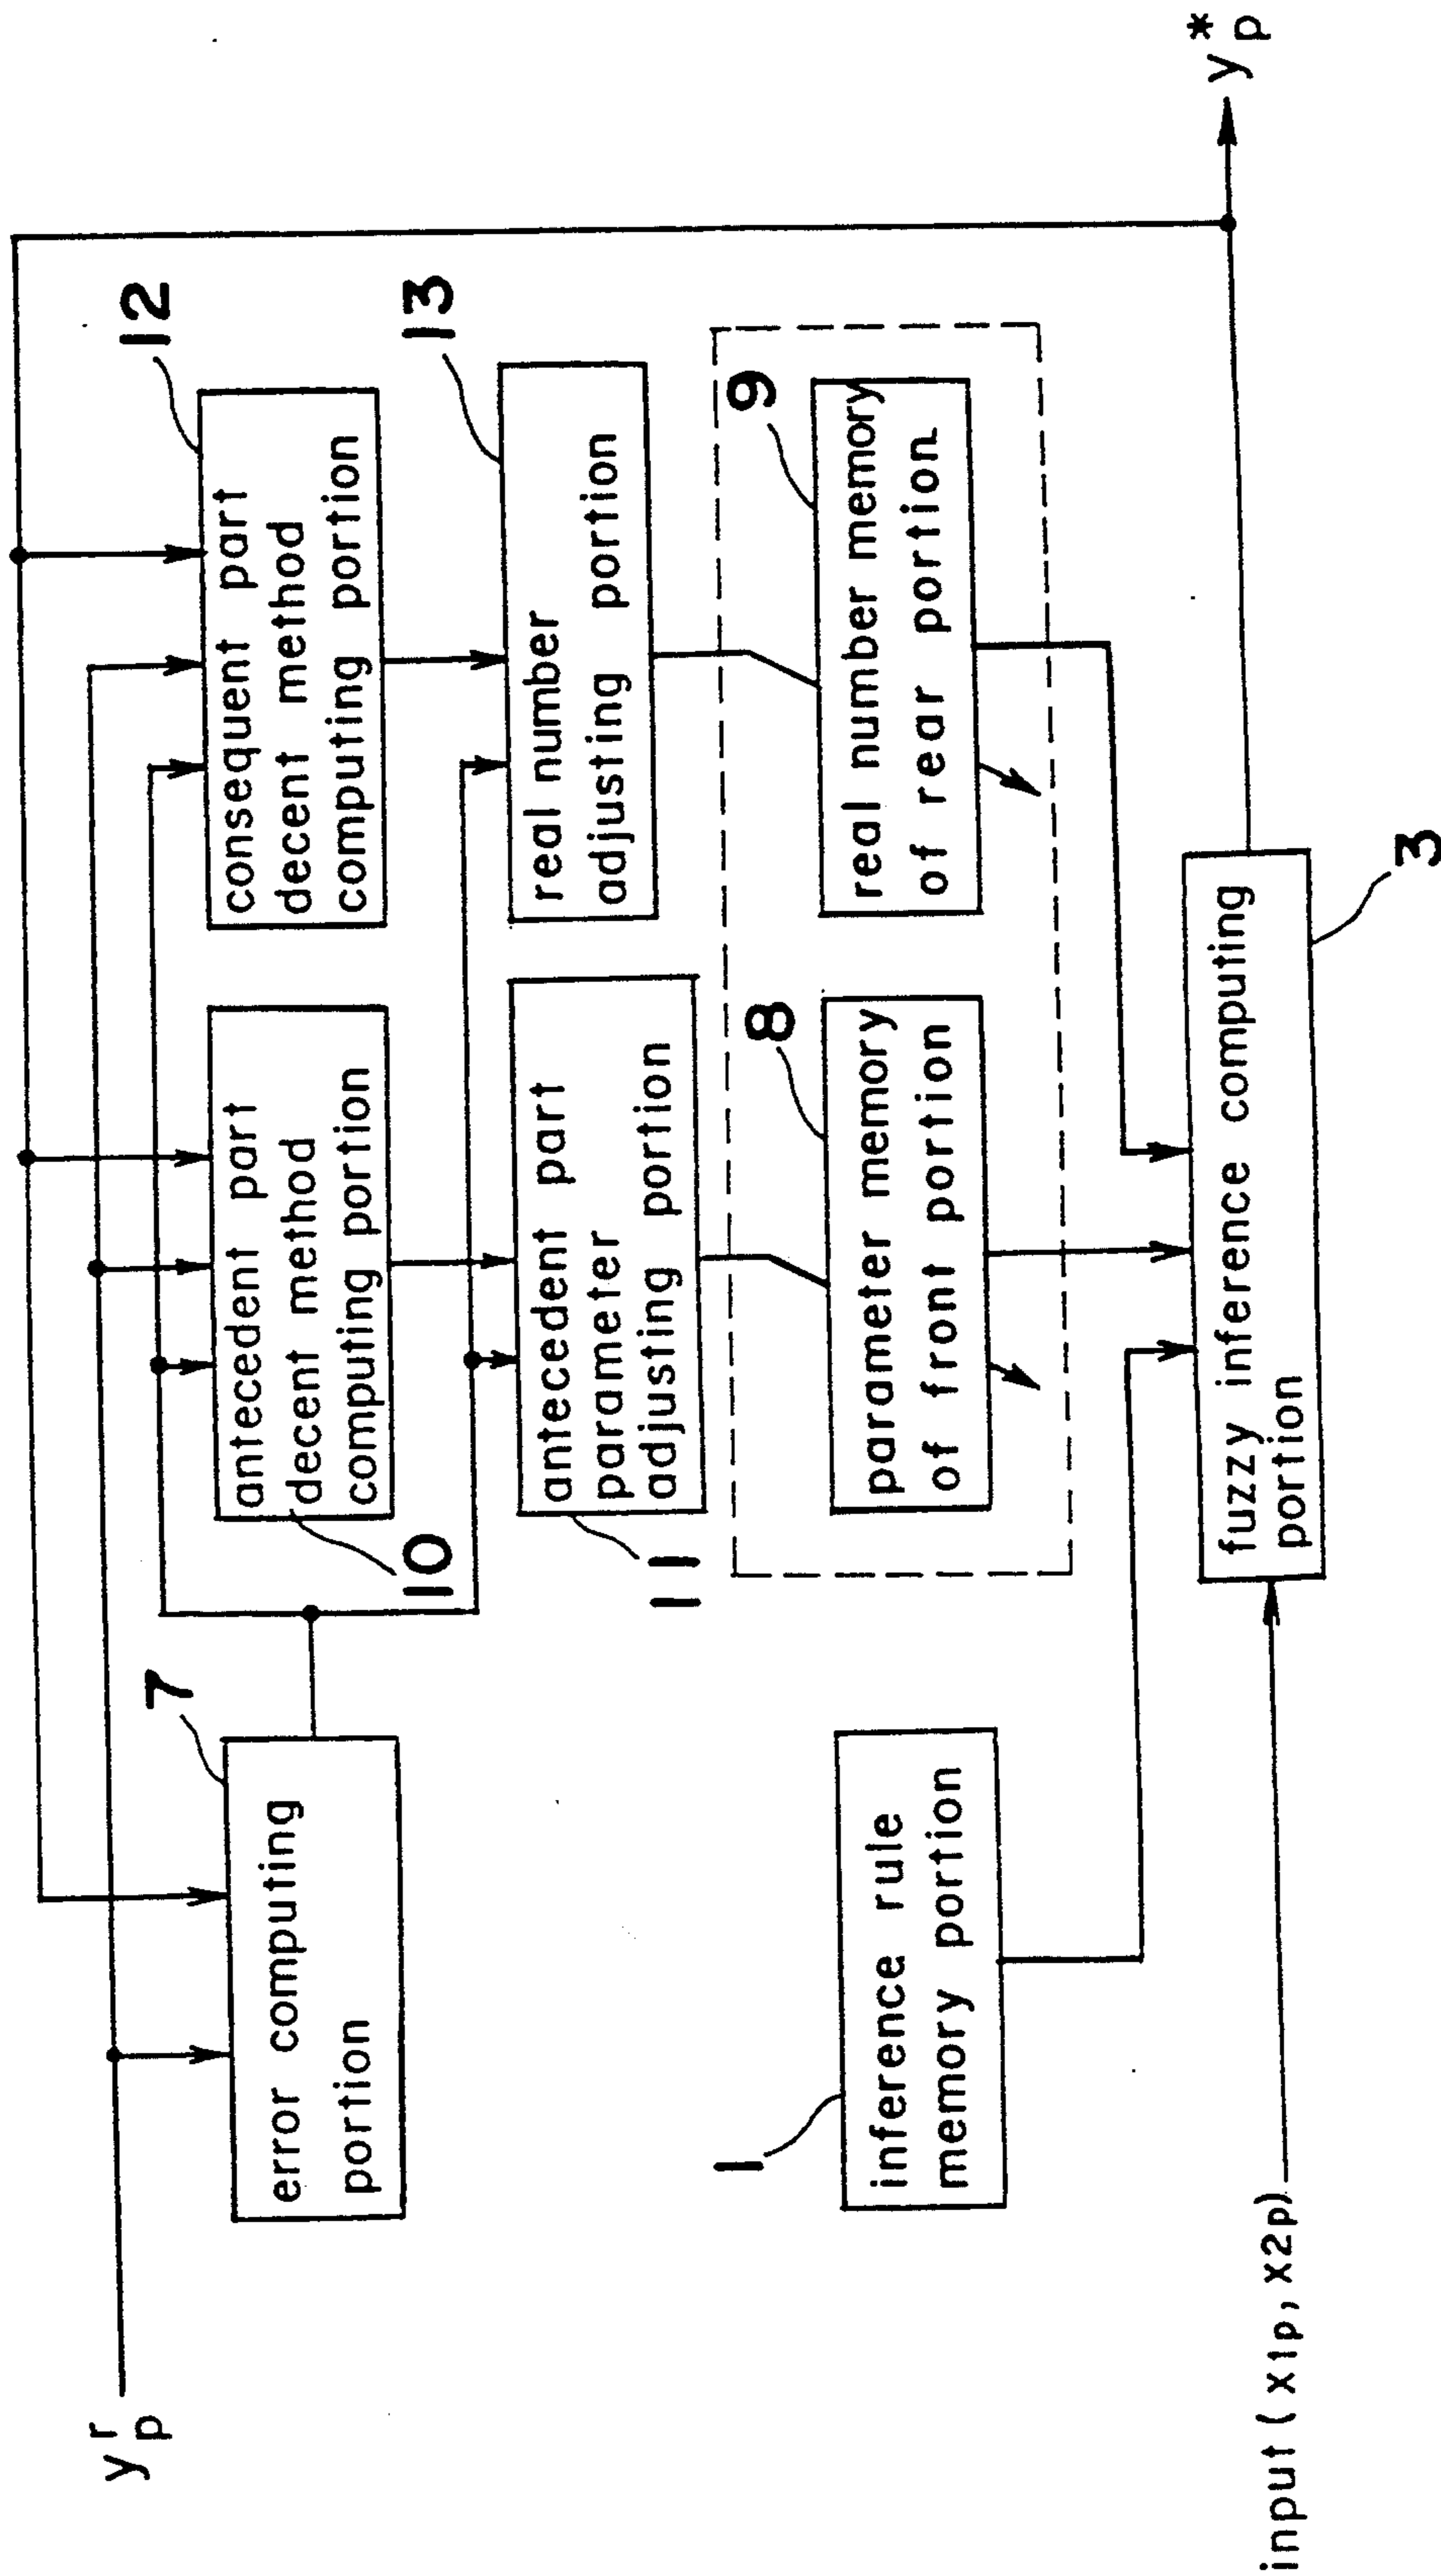 y_p^r
7
error computing
portion
10
antecedent part
decent method
computing portion
12
consequent part
decent method
computing portion
11
antecedent part
parameter
adjusting portion
13
real number
adjusting portion
1
inference rule
memory portion
8
parameter memory
of front portion
9
real number memory
of rear portion
input (x1p, x2p)
fuzzy inference computing
portion
3
y_p^*